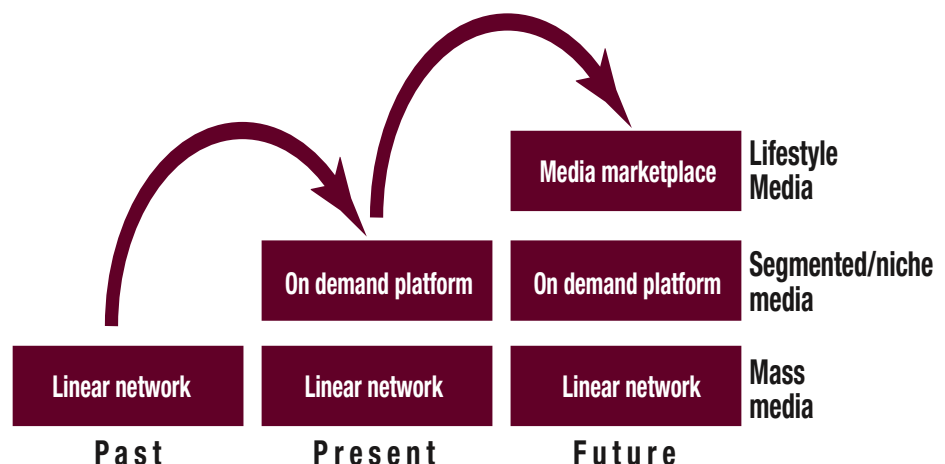 Media marketplace
Lifestyle
Media
On demand platform
On demand platform
Segmented/niche
media
Linear network
Linear network
Linear network
Mass
media
Past
Present
Future